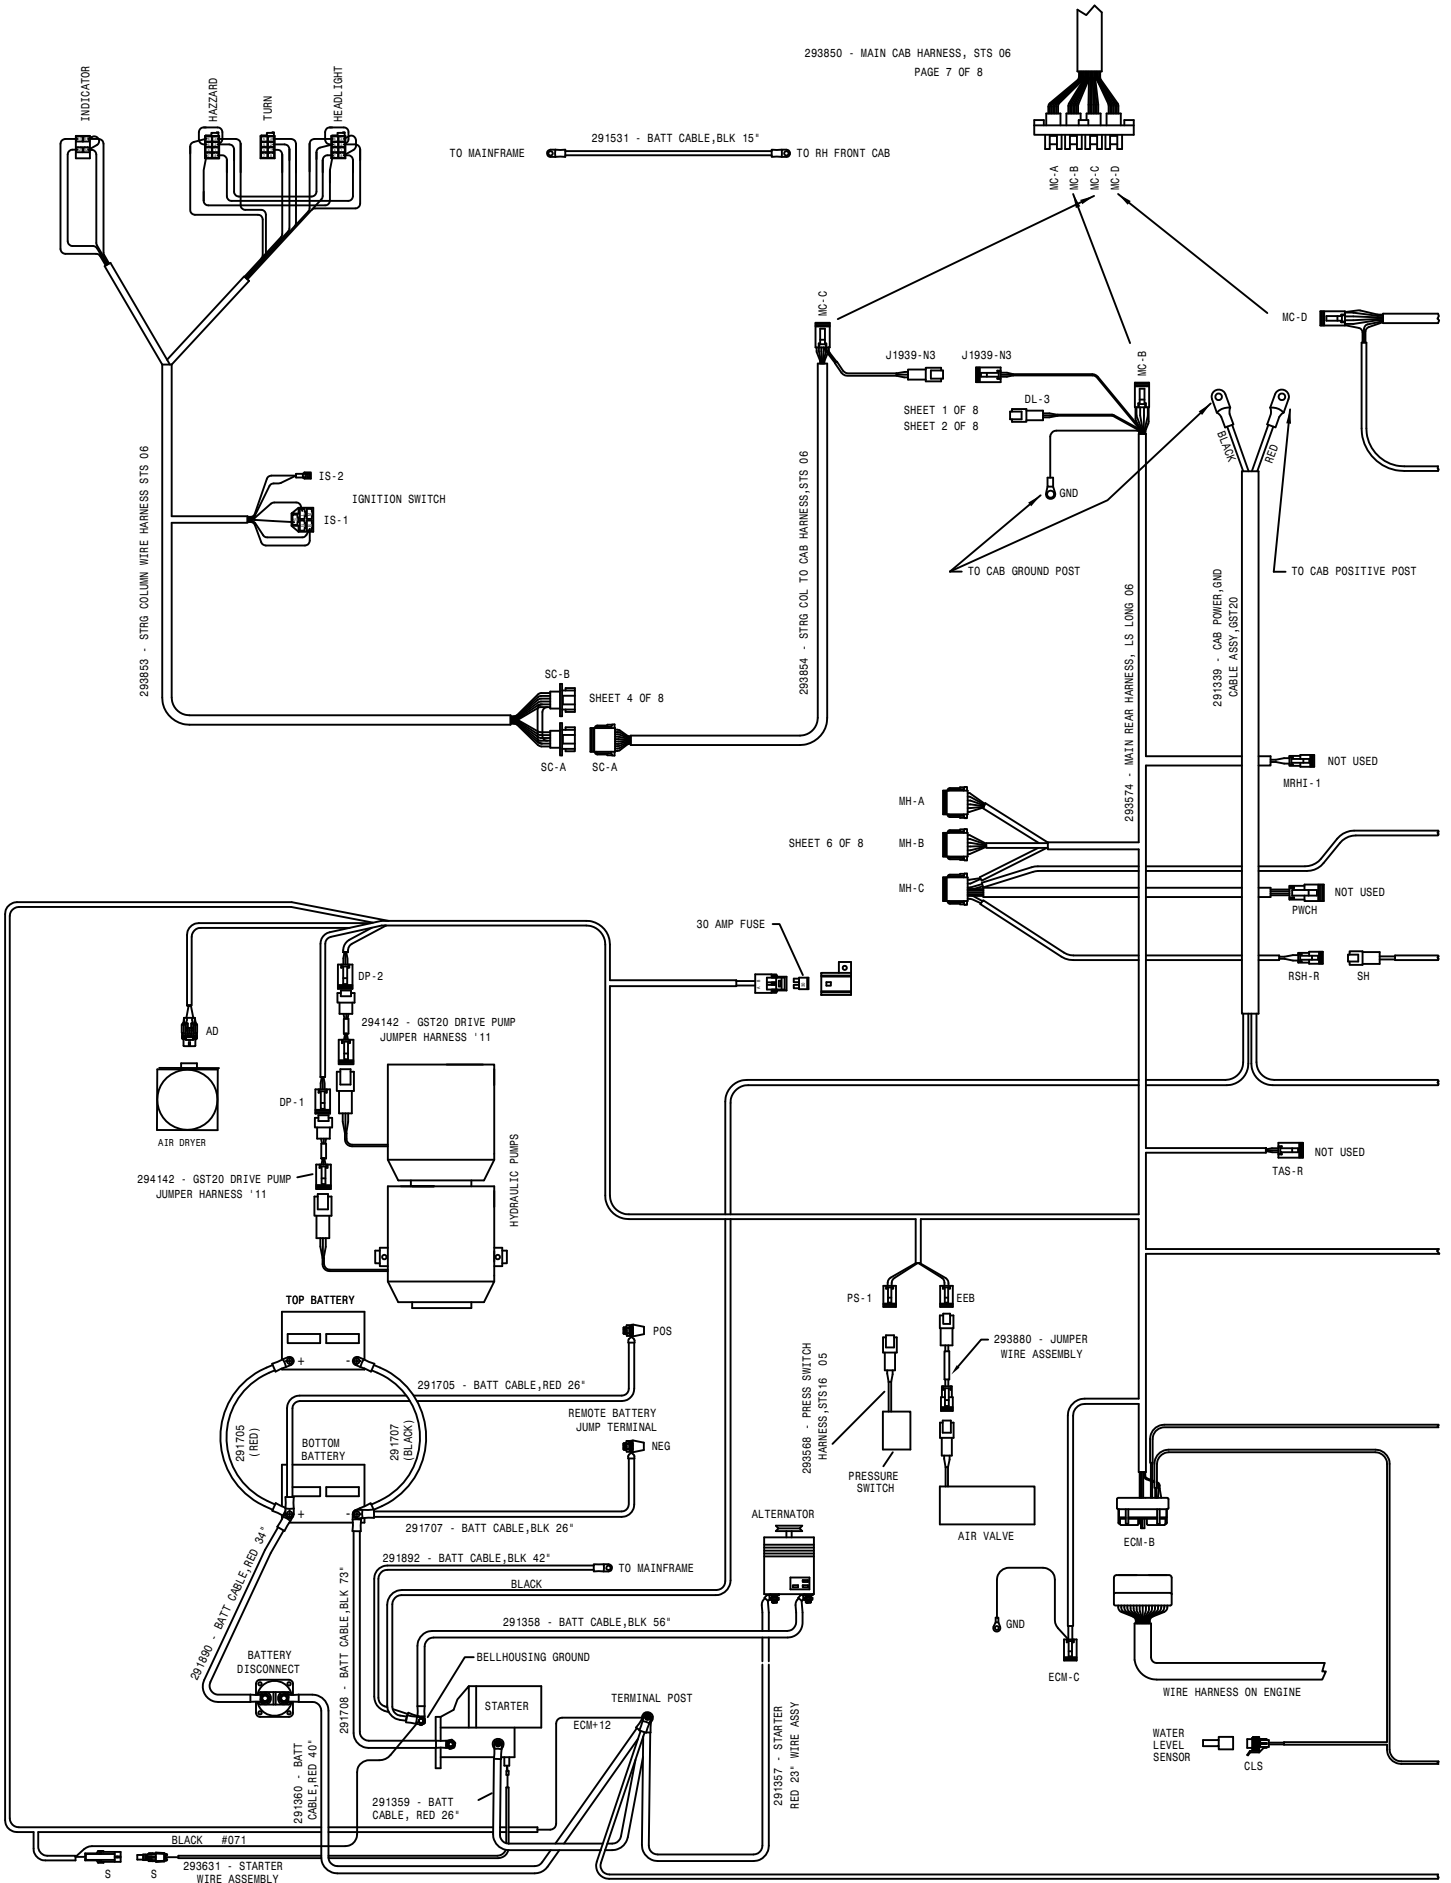 293850 - MAIN CAB HARNESS, STS 06
PAGE 7 OF 8
INDICATOR
HAZZARD
TURN
HEADLIGHT
291531 - BATT CABLE,BLK 15"
TO MAINFRAME
TO RH FRONT CAB
MC-A
MC-B
MC-C
MC-D
MC-C
MC-D
J1939-N3
J1939-N3
MC-B
DL-3
SHEET 1 OF 8
SHEET 2 OF 8
BLACK
RED
GND
293853 - STRG COLUMN WIRE HARNESS STS 06
IS-2
IGNITION SWITCH
IS-1
293854 - STRG COL TO CAB HARNESS,STS 06
TO CAB GROUND POST
TO CAB POSITIVE POST
293574 - MAIN REAR HARNESS, LS LONG 06
291339 - CAB POWER,GND
CABLE ASSY,GST20
SC-B
SHEET 4 OF 8
SC-A
SC-A
NOT USED
MRHI-1
MH-A
SHEET 6 OF 8
MH-B
MH-C
NOT USED
PWCH
30 AMP FUSE
RSH-R
SH
DP-2
294142 - GST20 DRIVE PUMP
JUMPER HARNESS '11
AD
DP-1
AIR DRYER
HYDRAULIC PUMPS
294142 - GST20 DRIVE PUMP
JUMPER HARNESS '11
NOT USED
TAS-R
TOP BATTERY
PS-1
EEB
POS
293880 - JUMPER
WIRE ASSEMBLY
+
-
291705 - BATT CABLE,RED 26"
293568 - PRESS SWITCH
HARNESS,STS16 05
REMOTE BATTERY
JUMP TERMINAL
291705
(RED)
BOTTOM
BATTERY
291707
(BLACK)
NEG
PRESSURE
SWITCH
+
-
291707 - BATT CABLE,BLK 26"
ALTERNATOR
AIR VALVE
ECM-B
291890 - BATT CABLE,RED 34"
291892 - BATT CABLE,BLK 42"
TO MAINFRAME
BLACK
291708 - BATT CABLE,BLK 73"
291358 - BATT CABLE,BLK 56"
GND
BATTERY
DISCONNECT
BELLHOUSING GROUND
ECM-C
WIRE HARNESS ON ENGINE
STARTER
TERMINAL POST
ECM+12
WATER
LEVEL
SENSOR
CLS
291360 - BATT
CABLE,RED 40"
291359 - BATT
CABLE, RED 26"
291357 - STARTER
RED 23" WIRE ASSY
BLACK #071
S
S
293631 - STARTER
WIRE ASSEMBLY